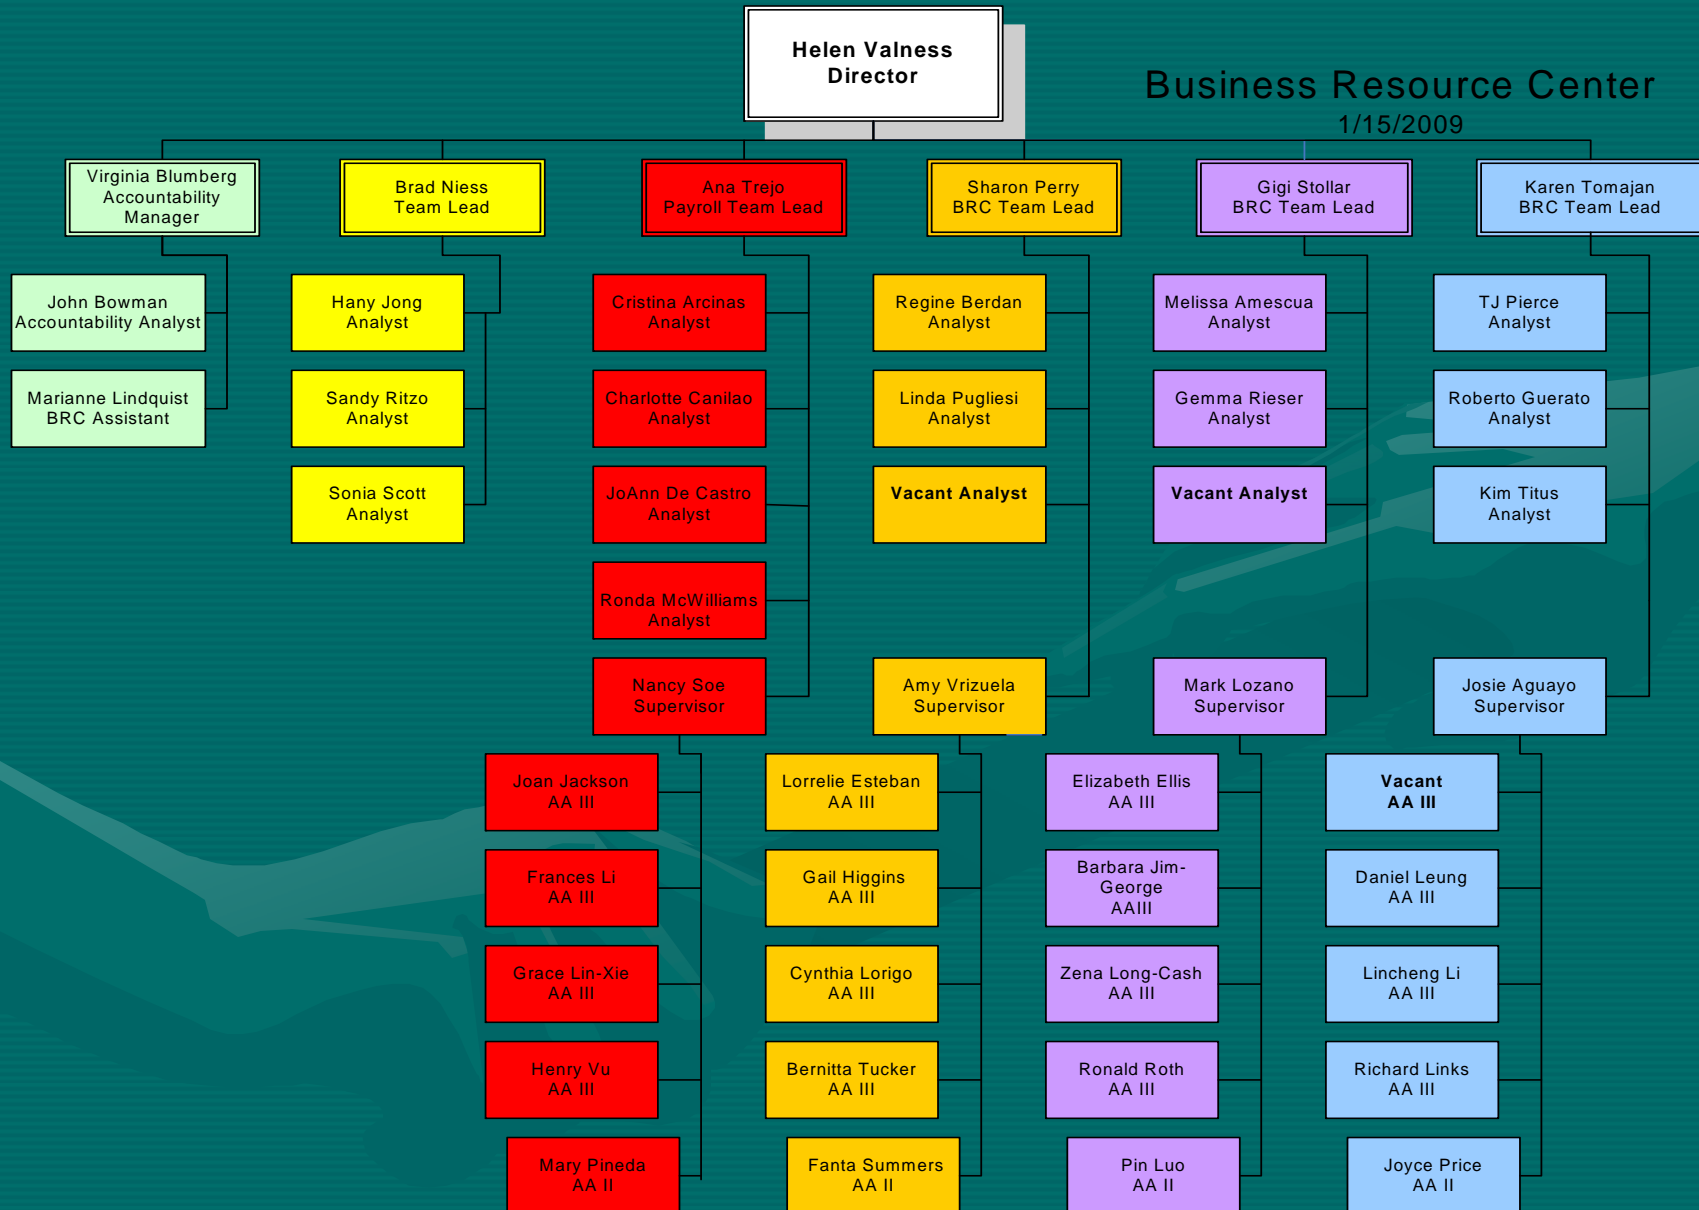 Helen Valness
Director
Business Resource Center
1/15/2009
Virginia Blumberg
Accountability
Manager
Brad Niess
Team Lead
Ana Trejo
Payroll Team Lead
Sharon Perry
BRC Team Lead
Gigi Stollar
BRC Team Lead
Karen Tomajan
BRC Team Lead
John Bowman
Accountability Analyst
Hany Jong
Analyst
Cristina Arcinas
Analyst
Regine Berdan
Analyst
Melissa Amescua
Analyst
TJ Pierce
Analyst
Marianne Lindquist
BRC Assistant
Sandy Ritzo
Analyst
Charlotte Canilao
Analyst
Linda Pugliesi
Analyst
Gemma Rieser
Analyst
Roberto Guerato
Analyst
Sonia Scott
Analyst
JoAnn De Castro
Analyst
Vacant Analyst
Vacant Analyst
Kim Titus
Analyst
Ronda McWilliams
Analyst
Nancy Soe
Supervisor
Amy Vrizuela
Supervisor
Mark Lozano
Supervisor
Josie Aguayo
Supervisor
Joan Jackson
AA III
Lorrelie Esteban
AA III
Elizabeth Ellis
AA III
Vacant
AA III
Frances Li
AA III
Gail Higgins
AA III
Barbara Jim-
George
AAIII
Daniel Leung
AA III
Grace Lin-Xie
AA III
Cynthia Lorigo
AA III
Zena Long-Cash
AA III
Lincheng Li
AA III
Henry Vu
AA III
Bernitta Tucker
AA III
Ronald Roth
AA III
Richard Links
AA III
Mary Pineda
AA II
Fanta Summers
AA II
Pin Luo
AA II
Joyce Price
AA II